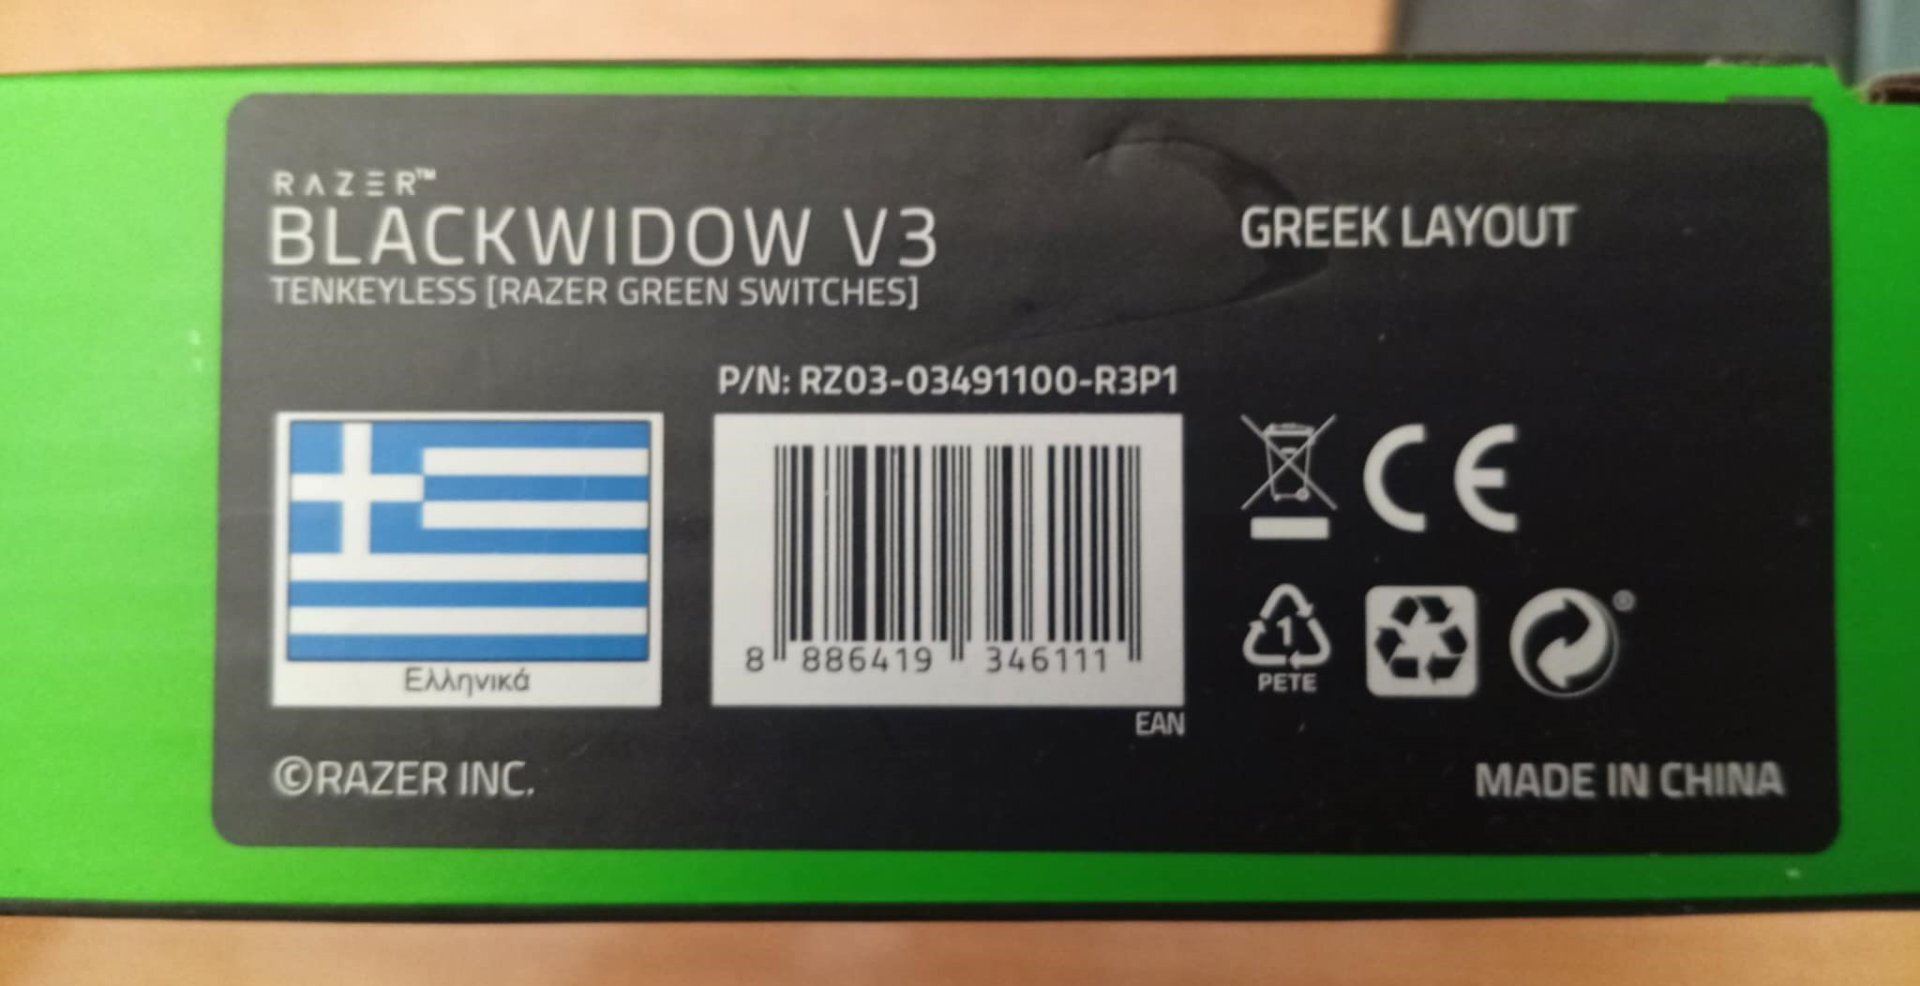 RAZER™
BLACKWIDOW V3
TENKEYLESS [RAZER GREEN SWITCHES]
GREEK LAYOUT
P/N: RZ03-03491100-R3P1
Ελληνικά
8 886419 346111
EAN
CE
1
PETE
©RAZER INC.
MADE IN CHINA